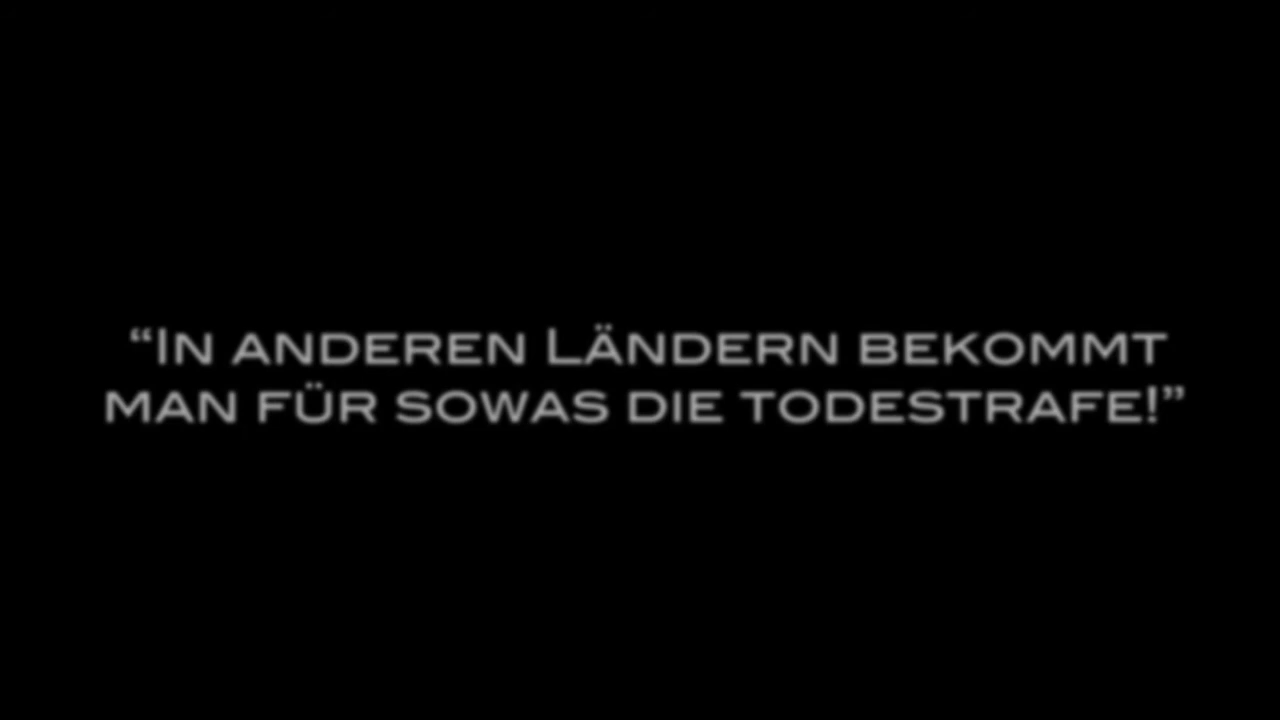 “In anderen Ländern bekommt
man für sowas die todestrafe!”